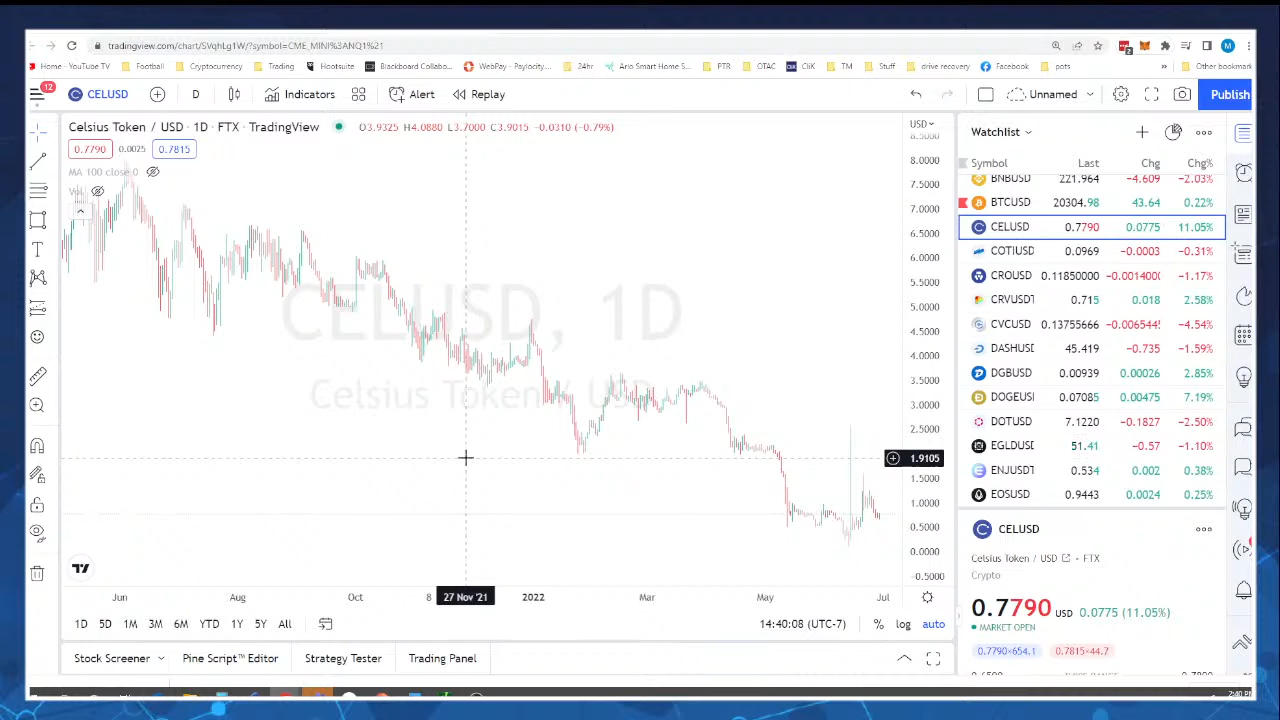 tradingview.com/chart/SVqhLg1W/?symbol=CME_MINI%3ANQ1%21
Home - YouTube TV Football Cryptocurrency Trading Hootsuite Blackboard Collabo... WebPay - Paylocity... 24hr Arlo Smart Home S... PTR OTAC CliK TM Stuff drive recovery Facebook pots » Other bookmark
12 CELUSD D Indicators Alert Replay Unnamed Publish
Celsius Token / USD · 1D · FTX · TradingView O3.9325 H4.0880 L3.7000 C3.9015 −0.0310 (−0.79%)
0.7790 0.0025 0.7815
MA 100 close 0
Vol
CELUSD, 1D
Celsius Token / USD
USD
8.5000
8.0000
7.5000
7.0000
6.5000
6.0000
5.5000
5.0000
4.5000
4.0000
3.5000
3.0000
2.5000
1.9105
1.5000
1.0000
0.5000
0.0000
-0.5000
Jun Aug Oct 8 27 Nov '21 2022 Mar May Jul
1D 5D 1M 3M 6M YTD 1Y 5Y All 14:40:08 (UTC-7) % log auto
Stock Screener Pine Script™ Editor Strategy Tester Trading Panel
Watchlist
Symbol Last Chg Chg%
BNBUSD 221.964 −4.609 −2.03%
BTCUSD 20304.98 43.64 0.22%
CELUSD 0.7790 0.0775 11.05%
COTIUSD 0.0969 −0.0003 −0.31%
CROUSD 0.11850000 −0.001400( −1.17%
CRVUSDT 0.715 0.018 2.58%
CVCUSD 0.13755666 −0.006544! −4.54%
DASHUSD 45.419 −0.735 −1.59%
DGBUSD 0.00939 0.00026 2.85%
DOGEUSD 0.07085 0.00475 7.19%
DOTUSD 7.1220 −0.1827 −2.50%
EGLDUSD 51.41 −0.57 −1.10%
ENJUSDT 0.534 0.002 0.38%
EOSUSD 0.9443 0.0024 0.25%
CELUSD
Celsius Token / USD • FTX
Crypto
0.7790 USD 0.0775 (11.05%)
MARKET OPEN
0.7790×654.1 0.7815×44.7
2:40 PM